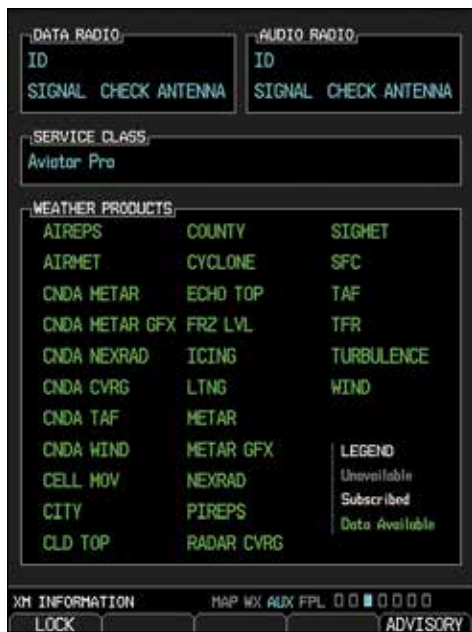 DATA RADIO
ID
SIGNAL CHECK ANTENNA
AUDIO RADIO
ID
SIGNAL CHECK ANTENNA
SERVICE CLASS
Aviator Pro
WEATHER PRODUCTS
AIREPS
AIRMET
CNDA METAR
CNDA METAR GFX
CNDA NEXRAD
CNDA CVRG
CNDA TAF
CNDA WIND
CELL MOV
CITY
CLD TOP
COUNTY
CYCLONE
ECHO TOP
FRZ LVL
ICING
LTNG
METAR
METAR GFX
NEXRAD
PIREPS
RADAR CVRG
SIGMET
SFC
TAF
TFR
TURBULENCE
WIND
LEGEND
Unavailable
Subscribed
Data Available
XM INFORMATION
MAP WX AUX FPL
LOCK
ADVISORY